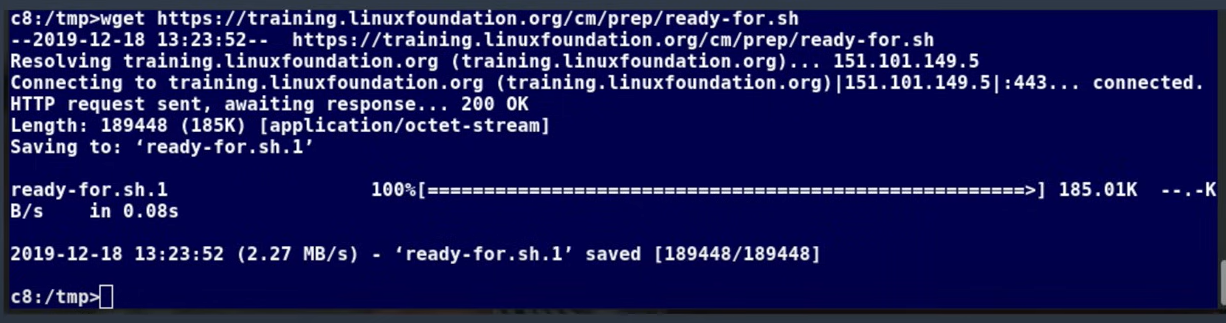 c8:/tmp>wget https://training.linuxfoundation.org/cm/prep/ready-for.sh
--2019-12-18 13:23:52--  https://training.linuxfoundation.org/cm/prep/ready-for.sh
Resolving training.linuxfoundation.org (training.linuxfoundation.org)... 151.101.149.5
Connecting to training.linuxfoundation.org (training.linuxfoundation.org)|151.101.149.5|:443... connected.
HTTP request sent, awaiting response... 200 OK
Length: 189448 (185K) [application/octet-stream]
Saving to: ‘ready-for.sh.1’
ready-for.sh.1                  100%[=====================================================>] 185.01K  --.-K
B/s    in 0.08s
2019-12-18 13:23:52 (2.27 MB/s) - ‘ready-for.sh.1’ saved [189448/189448]
c8:/tmp>